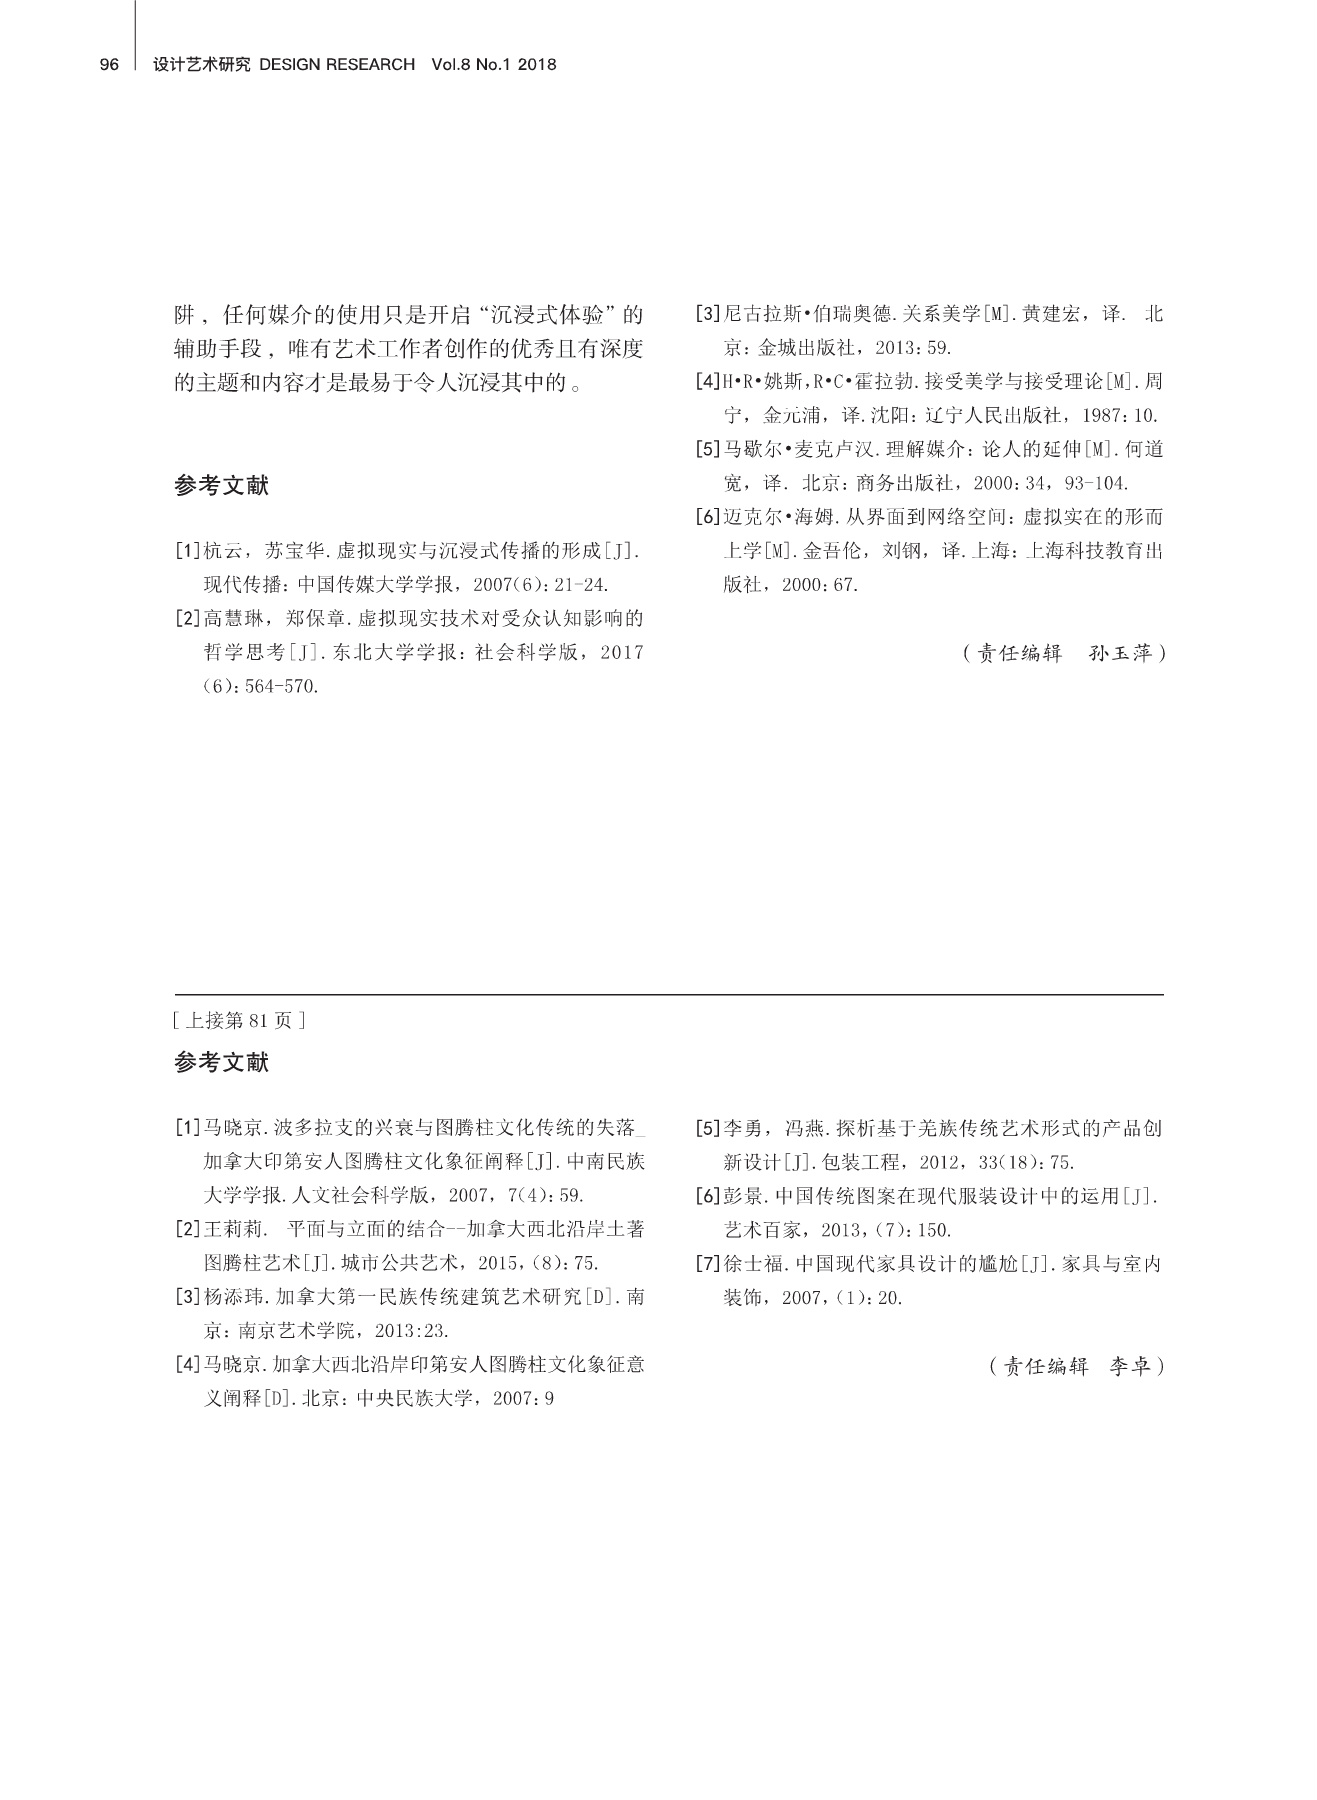 96 设计艺术研究 DESIGN RESEARCH Vol.8 No.1 2018
阱，任何媒介的使用只是开启“沉浸式体验”的
辅助手段，唯有艺术工作者创作的优秀且有深度
的主题和内容才是最易于令人沉浸其中的。
参考文献
[1]杭云，苏宝华.虚拟现实与沉浸式传播的形成[J].
现代传播：中国传媒大学学报，2007(6)：21-24.
[2]高慧琳，郑保章.虚拟现实技术对受众认知影响的
哲学思考[J].东北大学学报：社会科学版，2017
(6)：564-570.
[3]尼古拉斯•伯瑞奥德.关系美学[M].黄建宏，译. 北
京：金城出版社，2013：59.
[4]H•R•姚斯,R•C•霍拉勃.接受美学与接受理论[M].周
宁，金元浦，译.沈阳：辽宁人民出版社，1987：10.
[5]马歇尔•麦克卢汉.理解媒介：论人的延伸[M].何道
宽，译. 北京：商务出版社，2000：34，93-104.
[6]迈克尔•海姆.从界面到网络空间：虚拟实在的形而
上学[M].金吾伦，刘钢，译.上海：上海科技教育出
版社，2000：67.
（责任编辑 孙玉萍）
[上接第 81 页]
参考文献
[1]马晓京.波多拉支的兴衰与图腾柱文化传统的失落_
加拿大印第安人图腾柱文化象征阐释[J].中南民族
大学学报.人文社会科学版，2007，7(4)：59.
[2]王莉莉. 平面与立面的结合--加拿大西北沿岸土著
图腾柱艺术[J].城市公共艺术，2015，(8)：75.
[3]杨添玮.加拿大第一民族传统建筑艺术研究[D].南
京：南京艺术学院，2013:23.
[4]马晓京.加拿大西北沿岸印第安人图腾柱文化象征意
义阐释[D].北京：中央民族大学，2007：9
[5]李勇，冯燕.探析基于羌族传统艺术形式的产品创
新设计[J].包装工程，2012，33(18)：75.
[6]彭景.中国传统图案在现代服装设计中的运用[J].
艺术百家，2013，(7)：150.
[7]徐士福.中国现代家具设计的尴尬[J].家具与室内
装饰，2007，(1)：20.
（责任编辑 李卓）